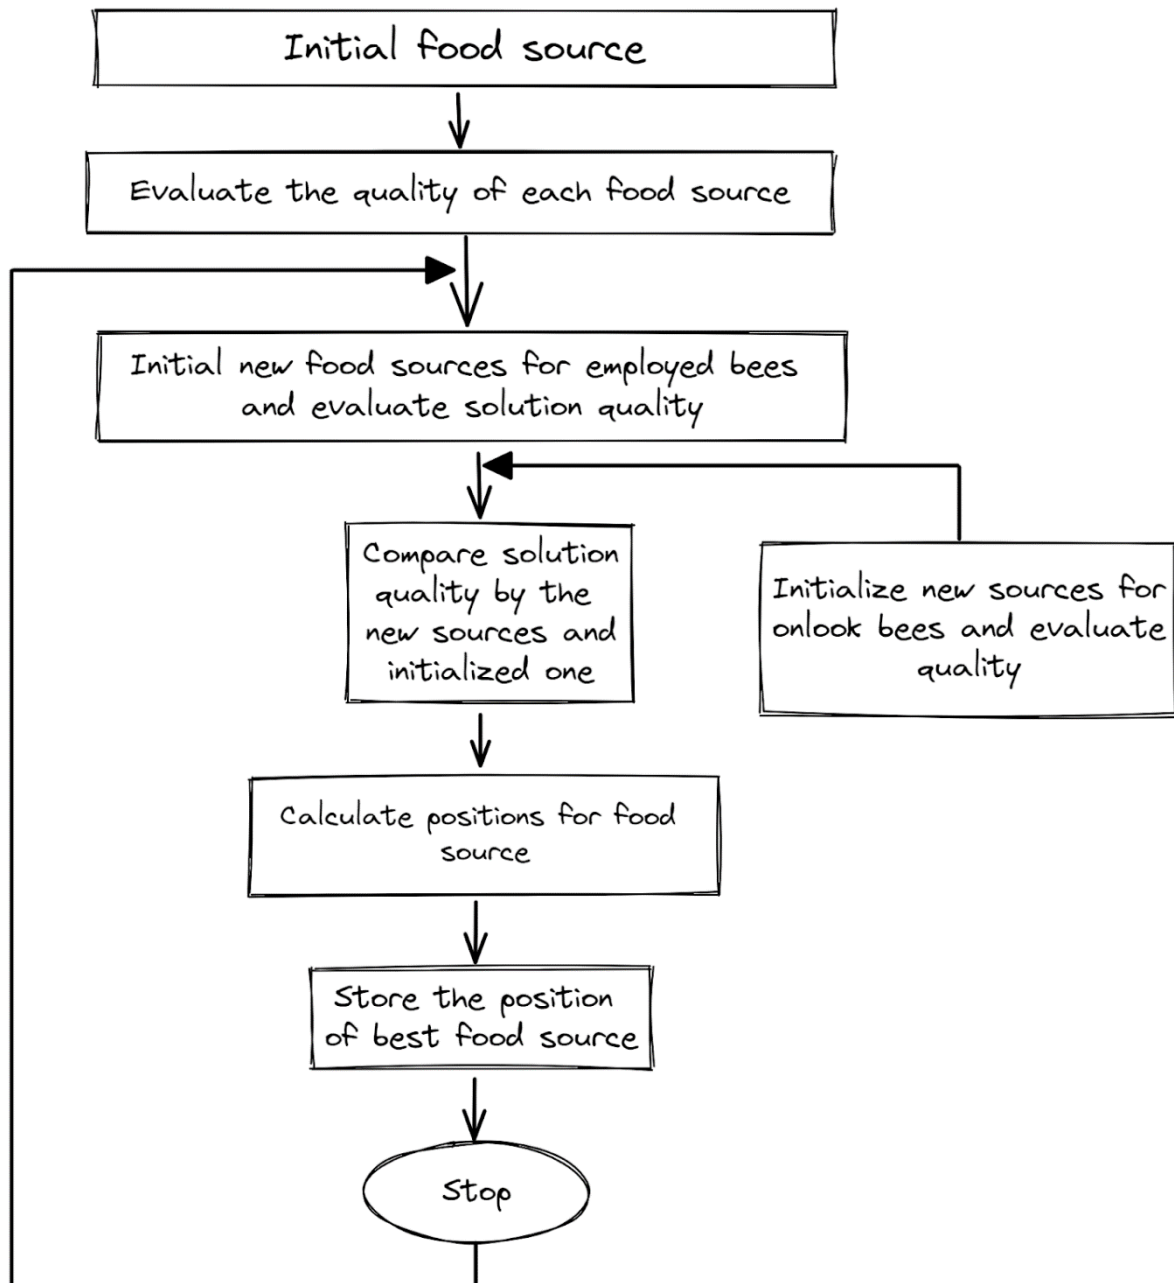 Initial food source
Evaluate the quality of each food source
Initial new food sources for employed bees
and evaluate solution quality
Compare solution
quality by the
new sources and
initialized one
Initialize new sources for
onlook bees and evaluate
quality
Calculate positions for food
source
Store the position
of best food source
Stop